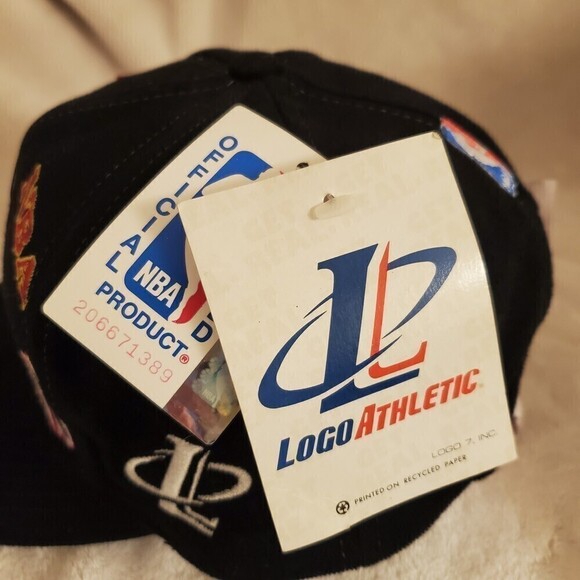 OFFICIAL
NBA
PRODUCT®
206671389
LOGO ATHLETIC
LOGO 7, INC.
PRINTED ON RECYCLED PAPER